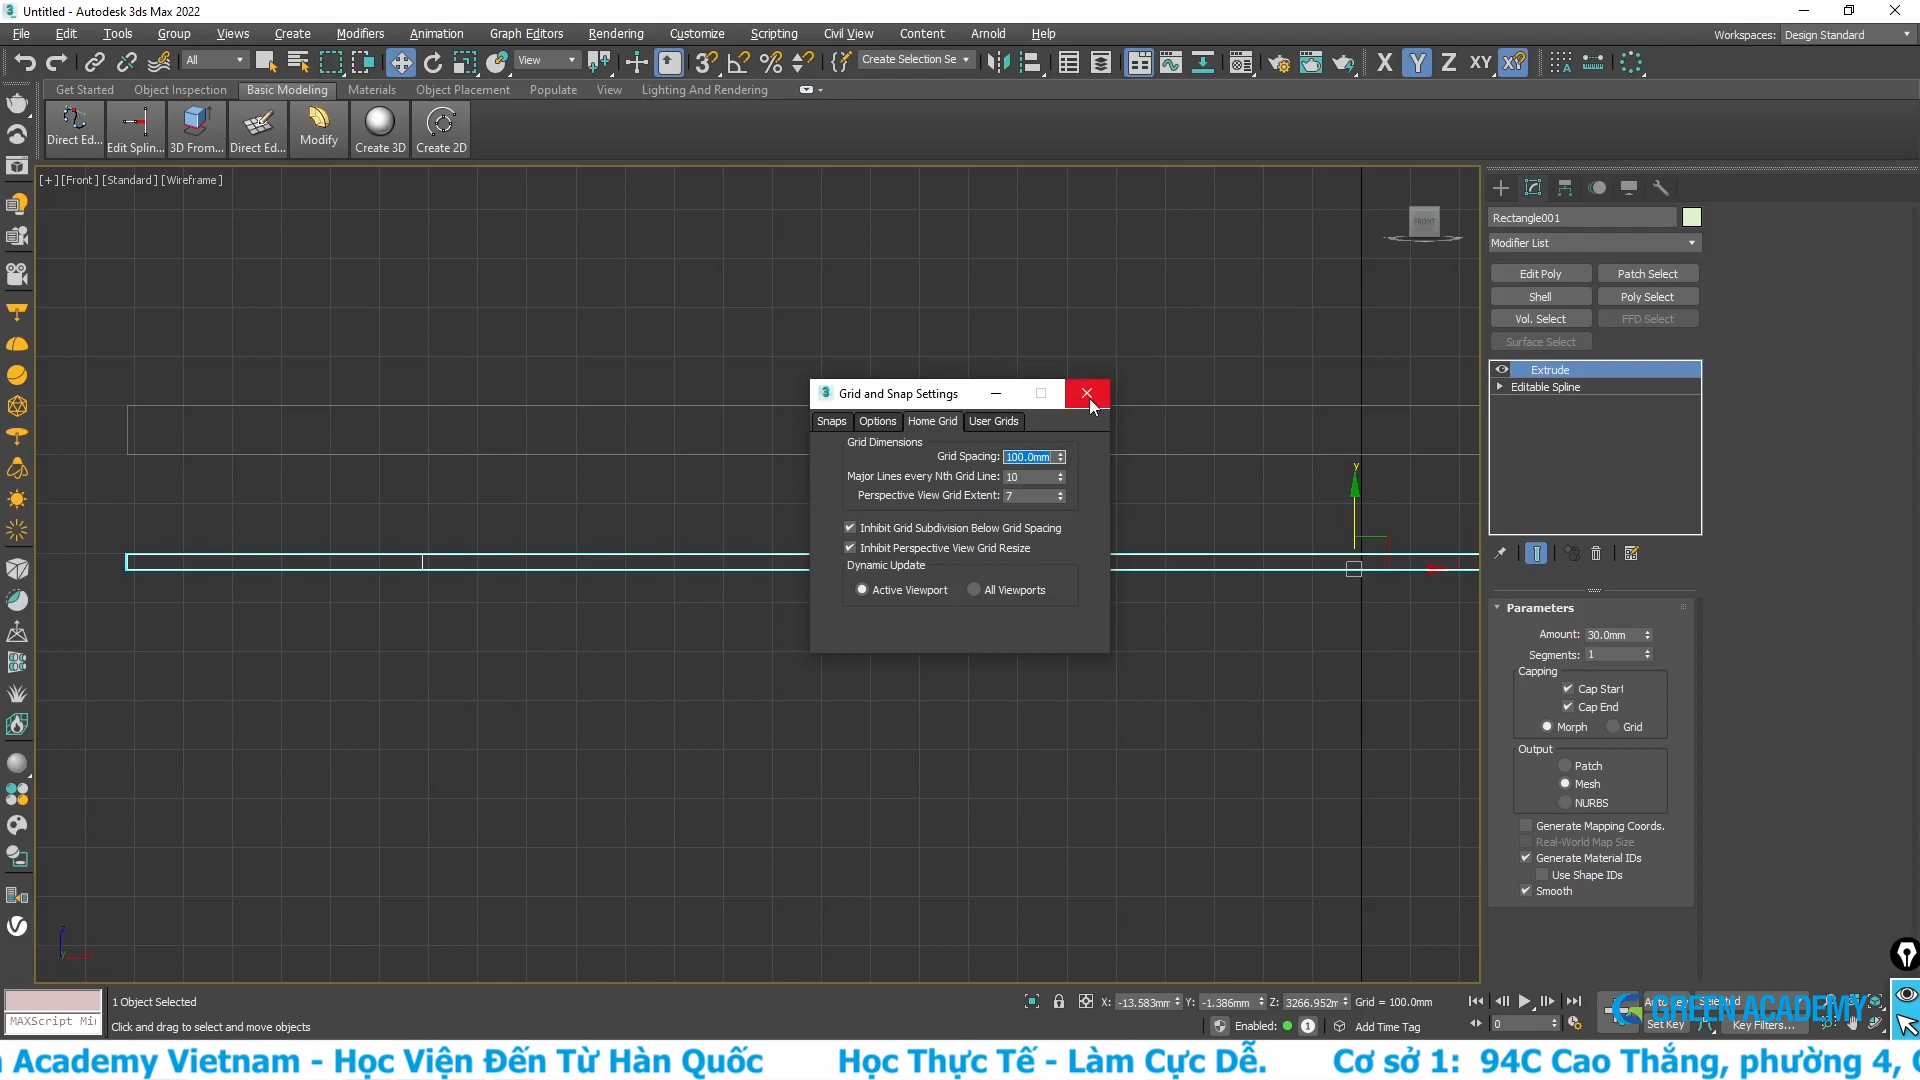 Untitled - Autodesk 3ds Max 2022
File Edit Tools Group Views Create Modifiers Animation Graph Editors Rendering Customize Scripting Civil View Content Arnold Help
Workspaces: Design Standard
All View Create Selection Se X Y Z XY
Get Started Object Inspection Basic Modeling Materials Object Placement Populate View Lighting And Rendering
Direct Ed... Edit Splin... 3D From... Direct Ed... Modify Create 3D Create 2D
[+] [Front] [Standard] [Wireframe]
FRONT
Rectangle001
Modifier List
Edit Poly Patch Select
Shell Poly Select
Vol. Select FFD Select
Surface Select
Extrude
Editable Spline
Grid and Snap Settings
Snaps Options Home Grid User Grids
Grid Dimensions
Grid Spacing: 100.0mm
Major Lines every Nth Grid Line: 10
Perspective View Grid Extent: 7
Inhibit Grid Subdivision Below Grid Spacing
Inhibit Perspective View Grid Resize
Dynamic Update
Active Viewport All Viewports
y
Parameters
Amount: 30.0mm
Segments: 1
Capping
Cap Start
Cap End
Morph Grid
Output
Patch
Mesh
NURBS
Generate Mapping Coords.
Real-World Map Size
Generate Material IDs
Use Shape IDs
Smooth
z
1 Object Selected
X: -13.583mm Y: -1.386mm Z: 3266.952m Grid = 100.0mm
MAXScript Mi
Click and drag to select and move objects
Enabled: 1 Add Time Tag
0
Set Key Key Filters...
GREEN ACADEMY
Academy Vietnam - Học Viện Đến Từ Hàn Quốc Học Thực Tế - Làm Cực Dễ. Cơ sở 1: 94C Cao Thắng, phường 4,